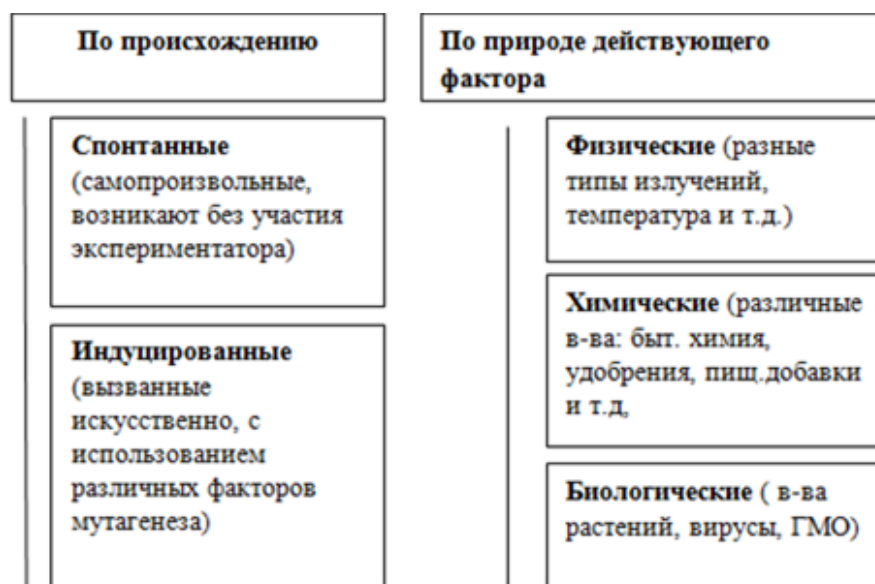 По происхождению
Спонтанные
(самопроизвольные,
возникают без участия
экспериментатора)
Индуцированные
(вызванные
искусственно, с
использованием
различных факторов
мутагенеза)
По природе действующего
фактора
Физические (разные
типы излучений,
температура и т.д.)
Химические (различные
в-ва: быт. химия,
удобрения, пищ.добавки
и т.д,
Биологические ( в-ва
растений, вирусы, ГМО)